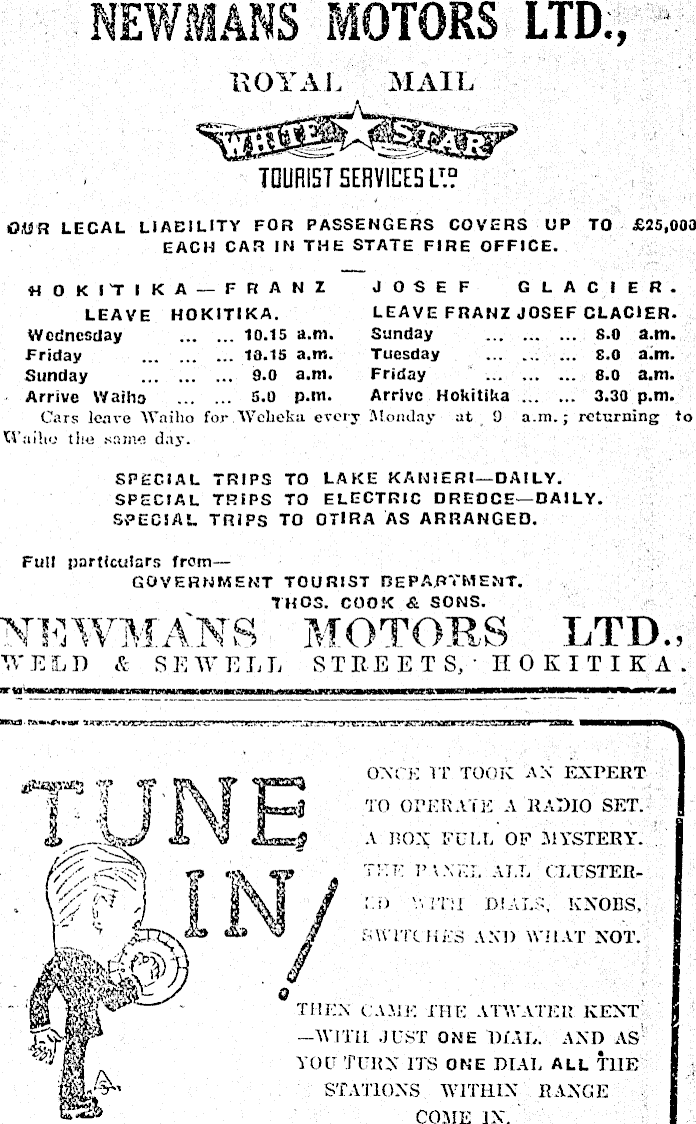 NEWMANS MOTORS LTD.,
ROYAL MAIL
WHITE STAR
TOURIST SERVICES LTD
OUR LEGAL LIABILITY FOR PASSENGERS COVERS UP TO £25,000
EACH CAR IN THE STATE FIRE OFFICE.
HOKITIKA—FRANZ JOSEF GLACIER.
LEAVE HOKITIKA.
Wednesday ... ... 10.15 a.m.
Friday ... ... ... 10.15 a.m.
Sunday ... ... ... 9.0 a.m.
Arrive Waiho ... ... 5.0 p.m.
LEAVE FRANZ JOSEF GLACIER.
Sunday ... ... ... 8.0 a.m.
Tuesday ... ... ... 8.0 a.m.
Friday ... ... ... 8.0 a.m.
Arrive Hokitika ... ... 3.30 p.m.
Cars leave Waiho for Weheka every Monday at 9 a.m.; returning to
Waiho the same day.
SPECIAL TRIPS TO LAKE KANIERI—DAILY.
SPECIAL TRIPS TO ELECTRIC DREDGE—DAILY.
SPECIAL TRIPS TO OTIRA AS ARRANGED.
Full particulars from—
GOVERNMENT TOURIST DEPARTMENT.
THOS. COOK & SONS.
NEWMANS MOTORS LTD.,
WELD & SEWELL STREETS, HOKITIKA.
TUNE
IN!
ONCE IT TOOK AN EXPERT
TO OPERATE A RADIO SET.
A BOX FULL OF MYSTERY.
THE PANEL ALL CLUSTER-
ED WITH DIALS, KNOBS,
SWITCHES AND WHAT NOT.
THEN CAME THE ATWATER KENT
—WITH JUST ONE DIAL. AND AS
YOU TURN ITS ONE DIAL ALL THE
STATIONS WITHIN RANGE
COME IN.